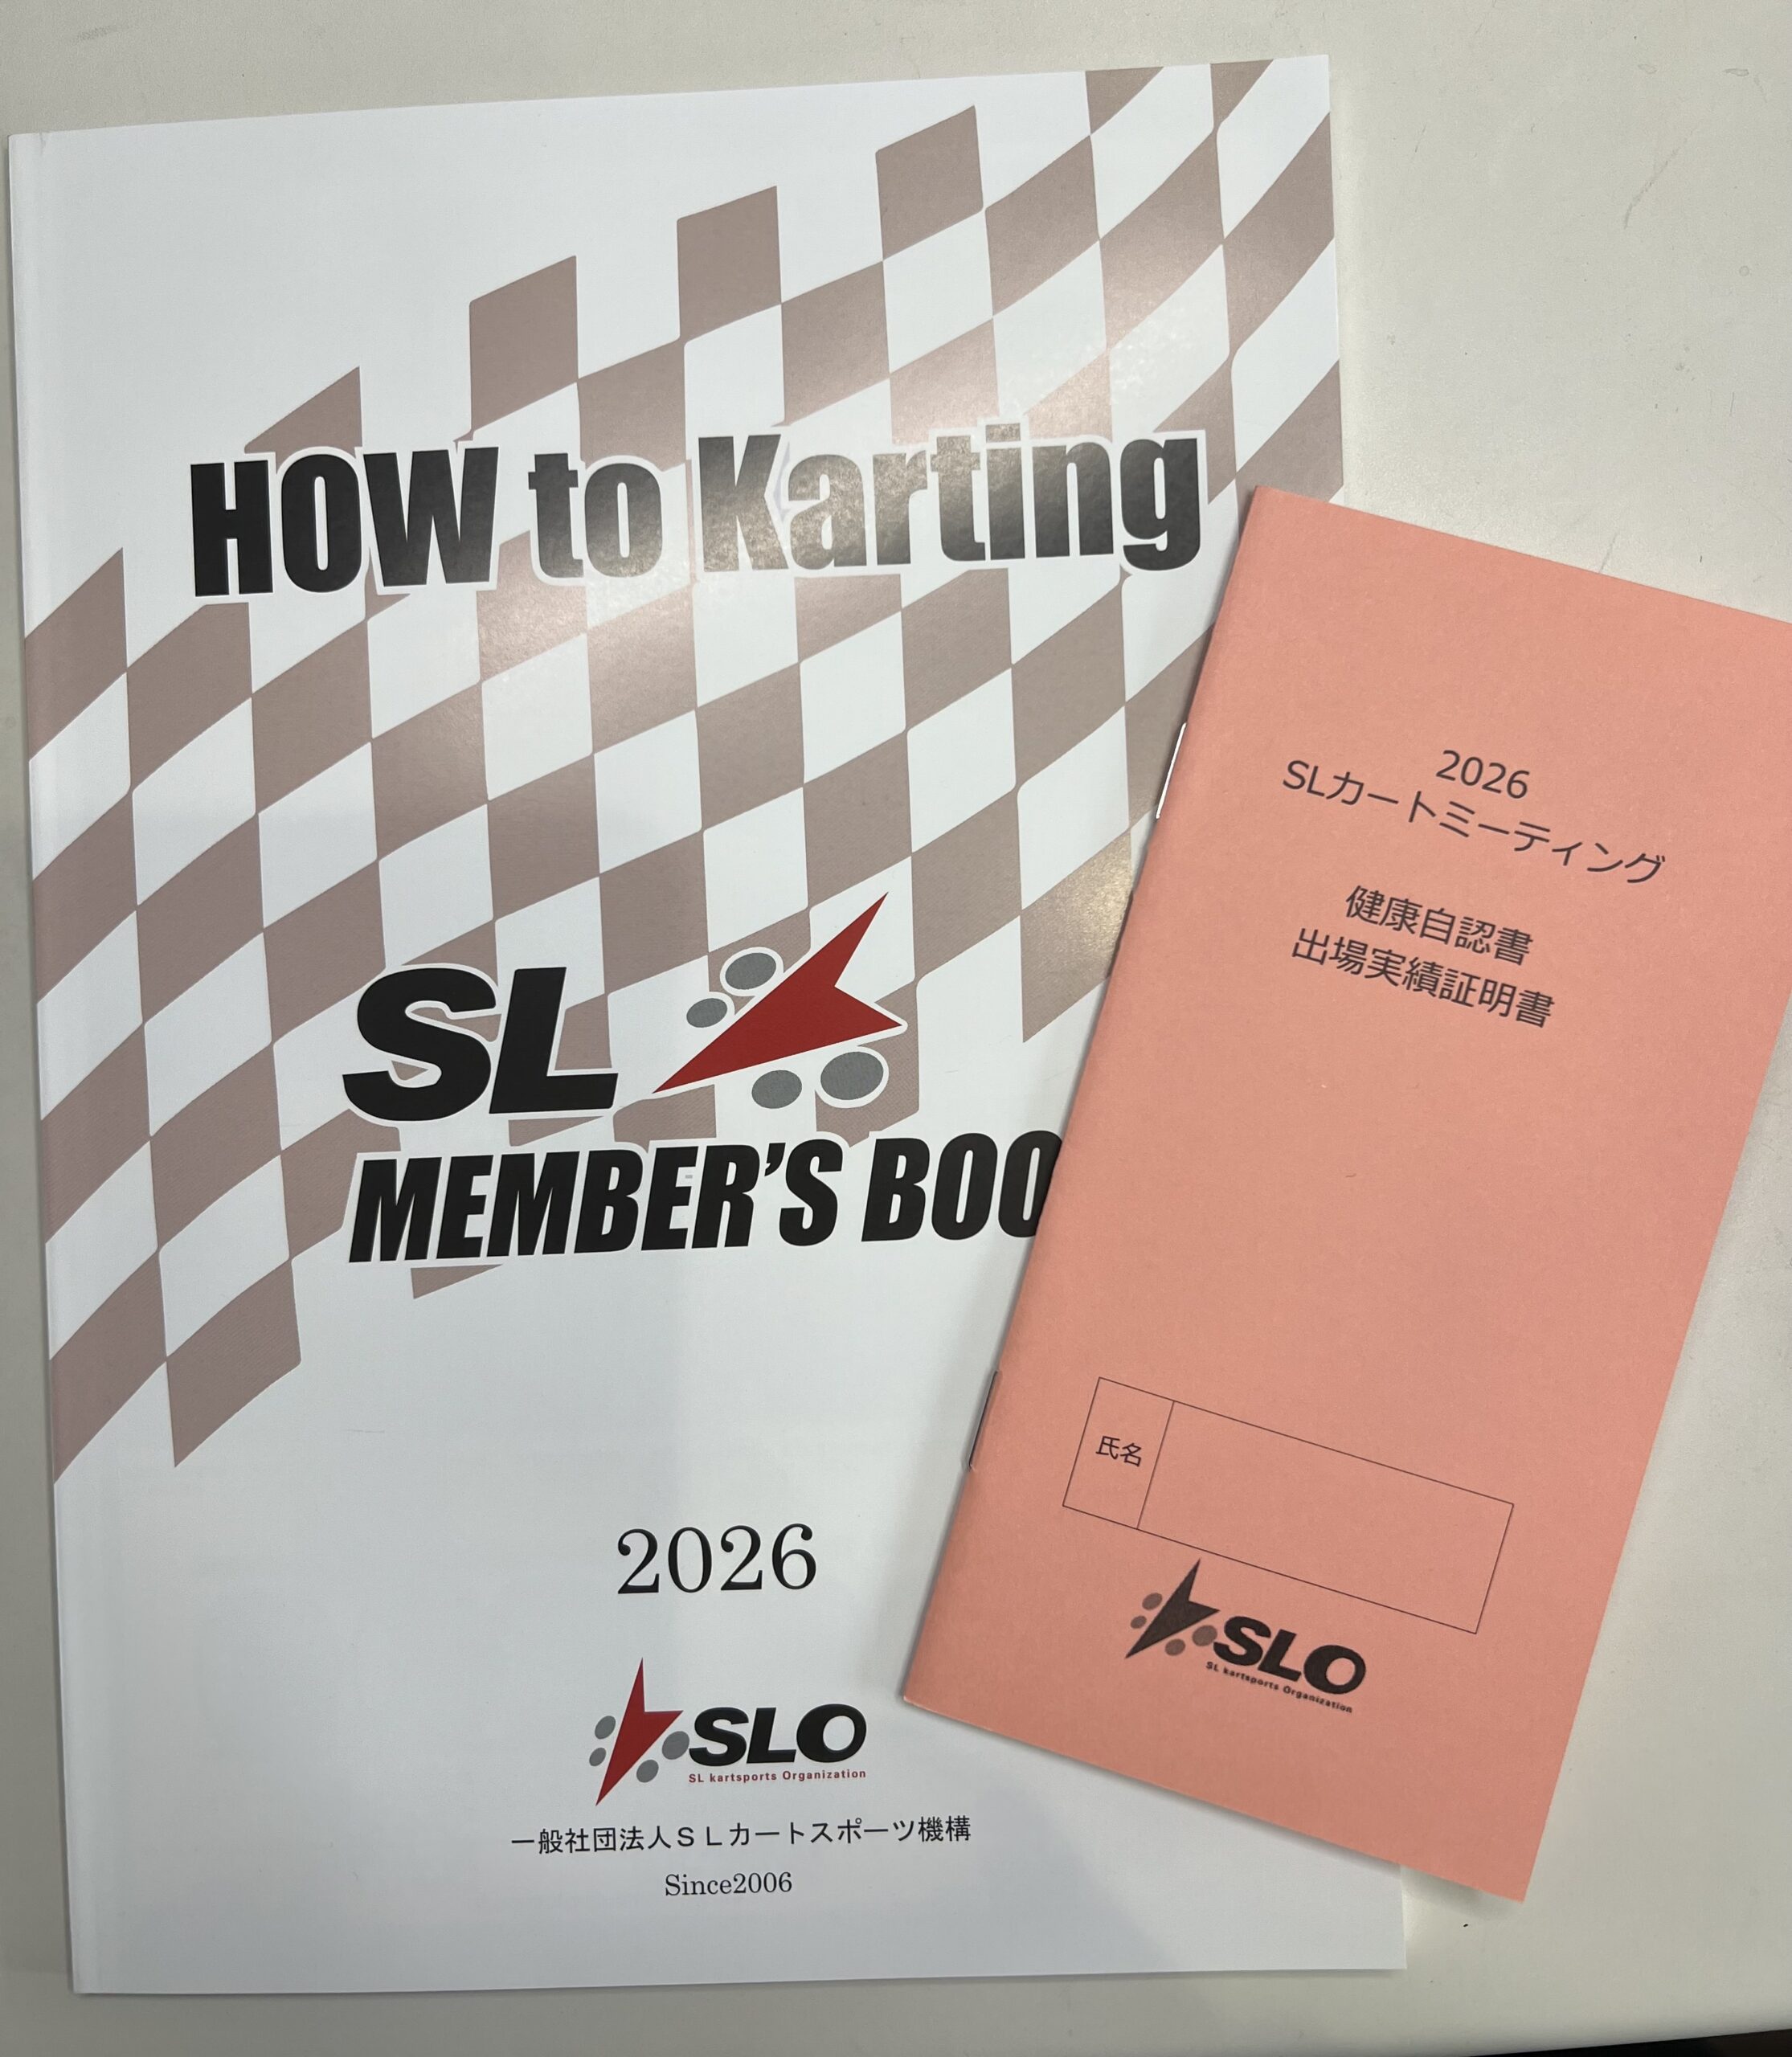 HOW to Karting
SL
MEMBER'S BOO
2026
SLO
SL kartsports Organization
一般社団法人ＳＬカートスポーツ機構
Since2006
2026
SLカートミーティング
健康自認書
出場実績証明書
氏名
SLO
SL kartsports Organization